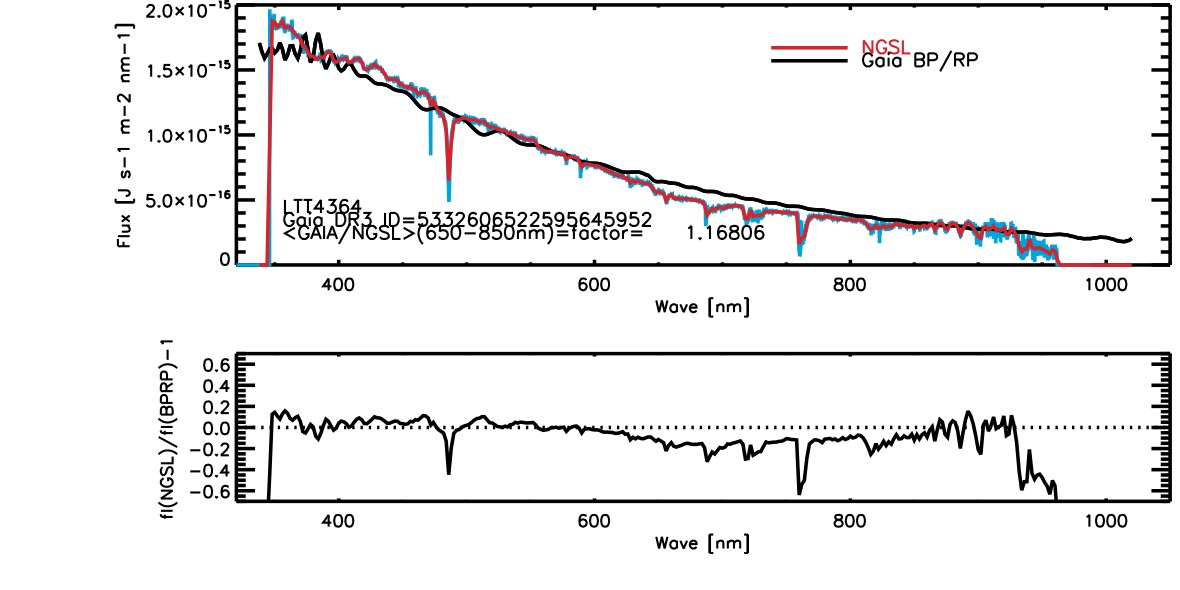 2.0×10−15
1.5×10−15
1.0×10−15
5.0×10−16
0
Flux [J s−1 m−2 nm−1]
NGSL
Gaia BP/RP
LTT4364
Gaia DR3 ID=5332606522595645952
<GAIA/NGSL>(650−850nm)=factor= 1.16806
400 600 800 1000
Wave [nm]
fl(NGSL)/fl(BPRP)−1
0.6
0.4
0.2
0.0
−0.2
−0.4
−0.6
400 600 800 1000
Wave [nm]